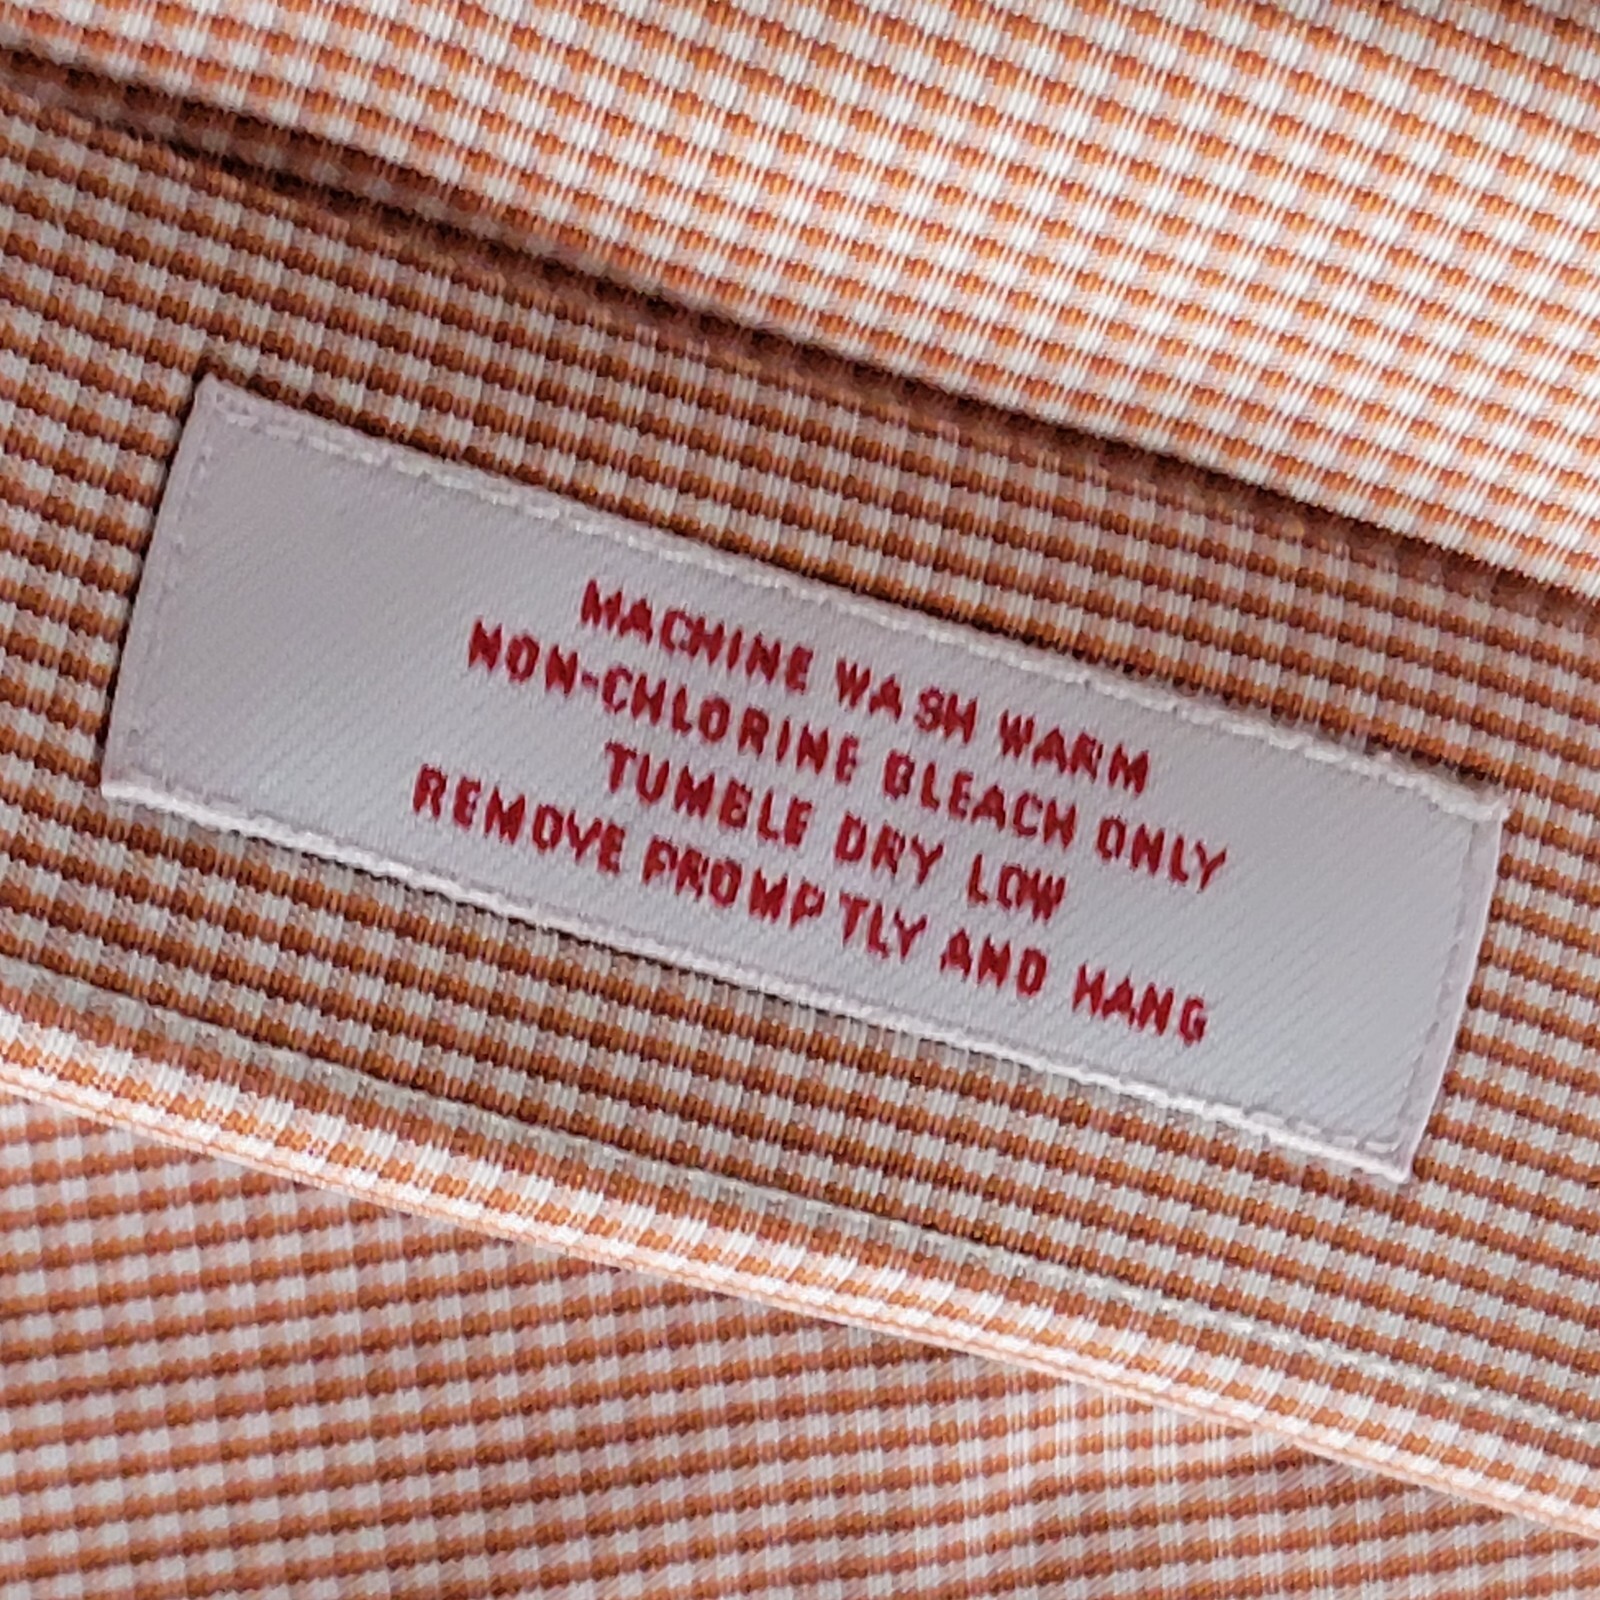 MACHINE WASH WARM
NON-CHLORINE BLEACH ONLY
TUMBLE DRY LOW
REMOVE PROMPTLY AND HANG